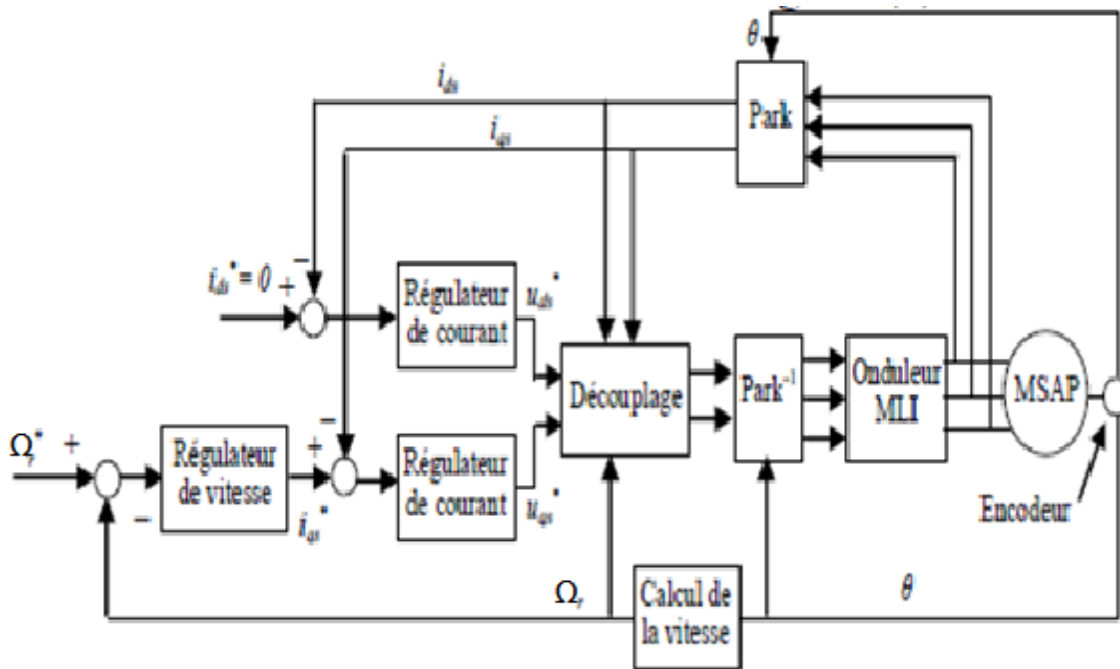 θ
i_ds
Park
i_qs
i_ds* = 0
+
−
Régulateur
de courant
u_ds*
−
Découplage
Park⁻¹
Onduleur
MLI
MSAP
Ω_r*
+
−
Régulateur
de vitesse
i_qs*
+
Régulateur
de courant
u_qs*
Encodeur
Ω_r
Calcul de
la vitesse
θ